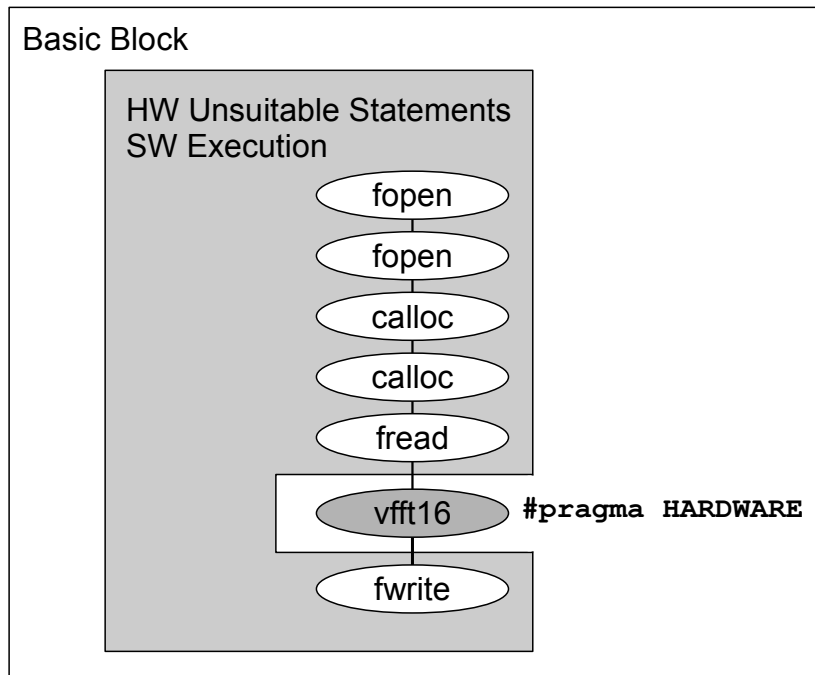 Basic Block
HW Unsuitable Statements
SW Execution
fopen
fopen
calloc
calloc
fread
vfft16
#pragma HARDWARE
fwrite